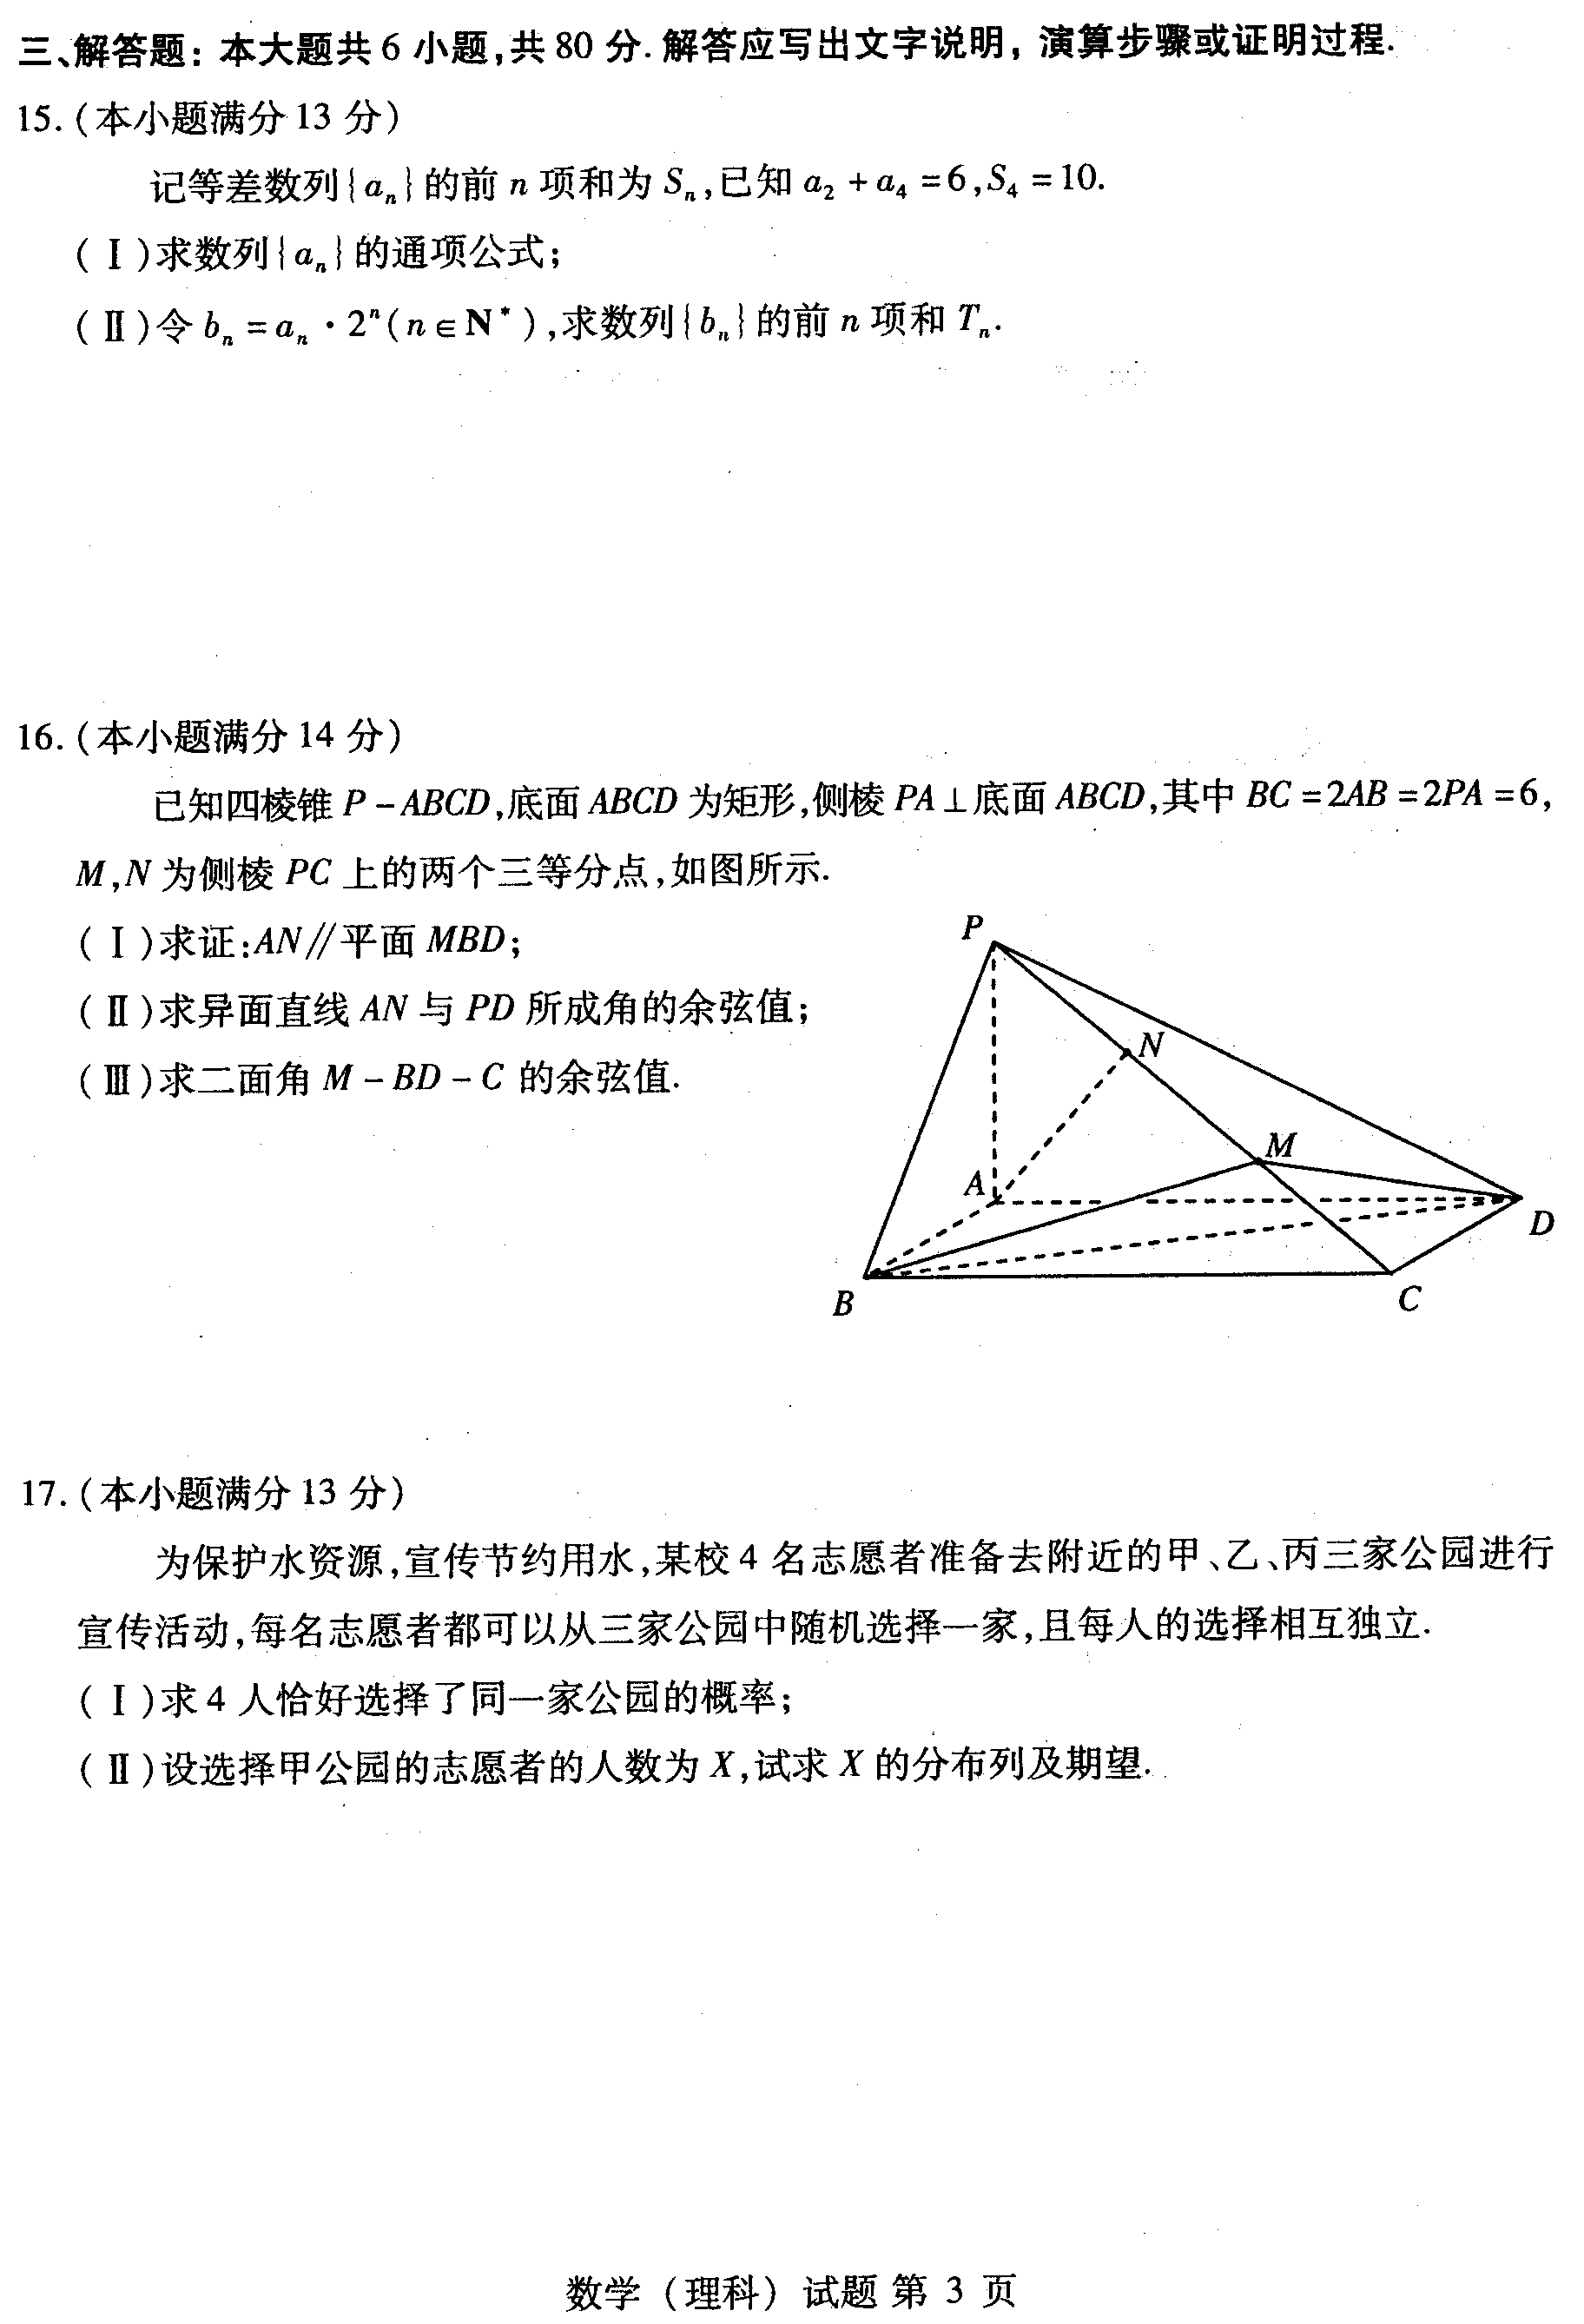 三、解答题：本大题共 6 小题,共 80 分. 解答应写出文字说明，演算步骤或证明过程.
15. (本小题满分 13 分)
记等差数列{aₙ}的前 n 项和为 Sₙ,已知 a₂ + a₄ = 6,S₄ = 10.
(Ⅰ)求数列{aₙ}的通项公式;
(Ⅱ)令 bₙ = aₙ · 2ⁿ(n∈N*),求数列{bₙ}的前 n 项和 Tₙ.
16. (本小题满分 14 分)
已知四棱锥 P - ABCD,底面 ABCD 为矩形,侧棱 PA⊥底面 ABCD,其中 BC = 2AB = 2PA = 6,
M,N 为侧棱 PC 上的两个三等分点,如图所示.
(Ⅰ)求证:AN∥平面 MBD;
(Ⅱ)求异面直线 AN 与 PD 所成角的余弦值;
(Ⅲ)求二面角 M - BD - C 的余弦值.
P
N
M
A
D
B
C
17. (本小题满分 13 分)
为保护水资源,宣传节约用水,某校 4 名志愿者准备去附近的甲、乙、丙三家公园进行
宣传活动,每名志愿者都可以从三家公园中随机选择一家,且每人的选择相互独立.
(Ⅰ)求 4 人恰好选择了同一家公园的概率;
(Ⅱ)设选择甲公园的志愿者的人数为 X,试求 X 的分布列及期望.
数学（理科）试题 第 3 页